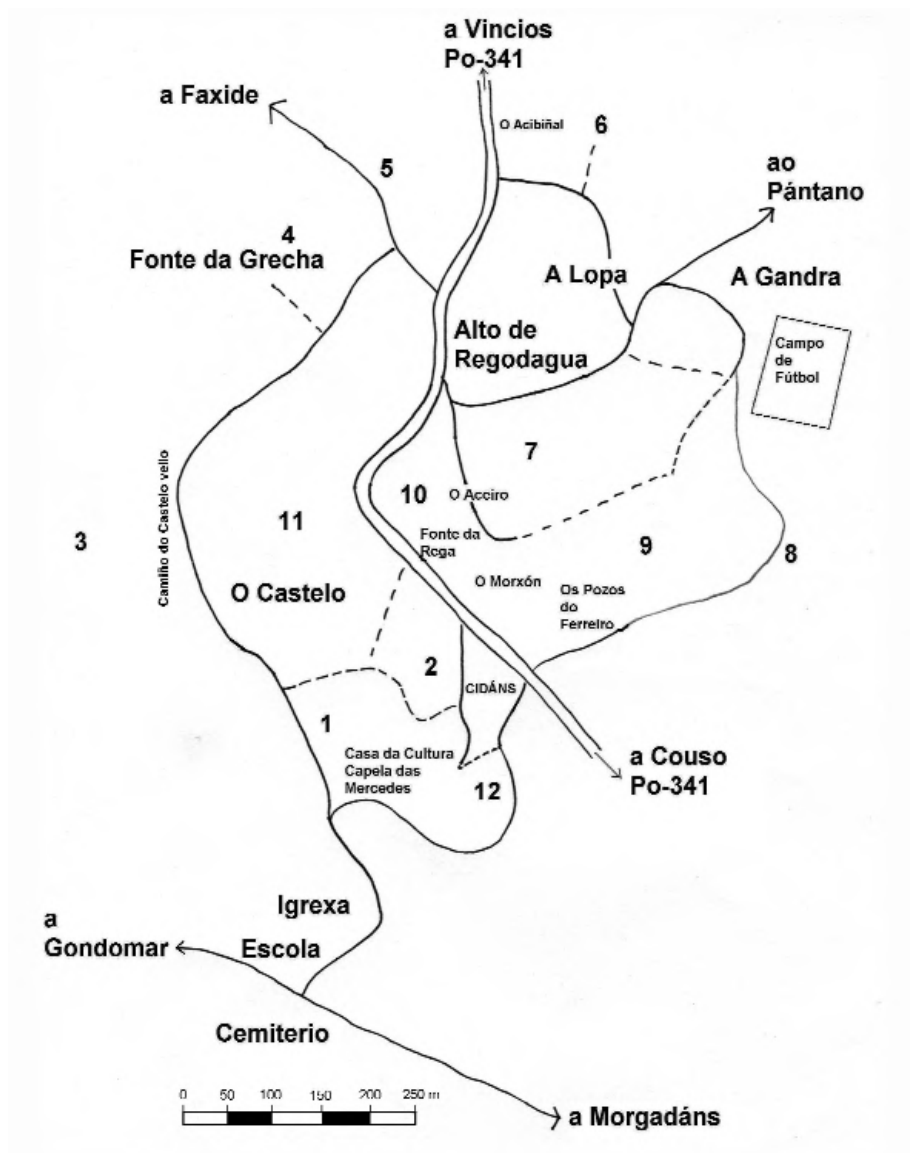 a Vincios
Po-341
a Faxide
O Acibiñal
6
5
ao
Pántano
4
Fonte da Grecha
A Lopa
A Gandra
Alto de
Regodagua
Campo
de
Fútbol
7
Camiño do Castelo vello
10
O Acciro
11
3
Fonte da
Rega
9
8
O Castelo
O Morxón
Os Pozos
do
Ferreiro
2
CIDÁNS
1
Casa da Cultura
Capela das
Mercedes
a Couso
Po-341
12
Igrexa
a
Gondomar
Escola
Cemiterio
0 50 100 150 200 250 m
a Morgadáns